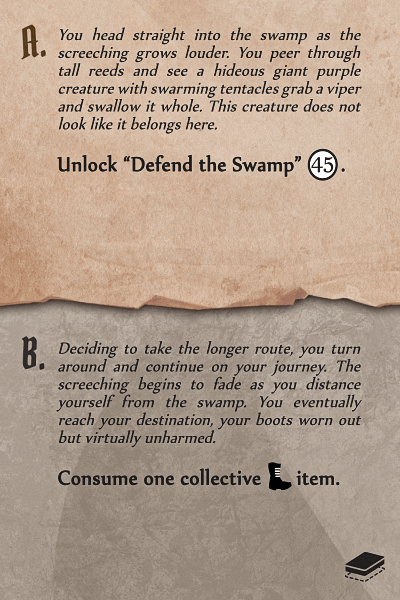 A. You head straight into the swamp as the
screeching grows louder. You peer through
tall reeds and see a hideous giant purple
creature with swarming tentacles grab a viper
and swallow it whole. This creature does not
look like it belongs here.
Unlock “Defend the Swamp” 45.
B. Deciding to take the longer route, you turn
around and continue on your journey. The
screeching begins to fade as you distance
yourself from the swamp. You eventually
reach your destination, your boots worn out
but virtually unharmed.
Consume one collective item.